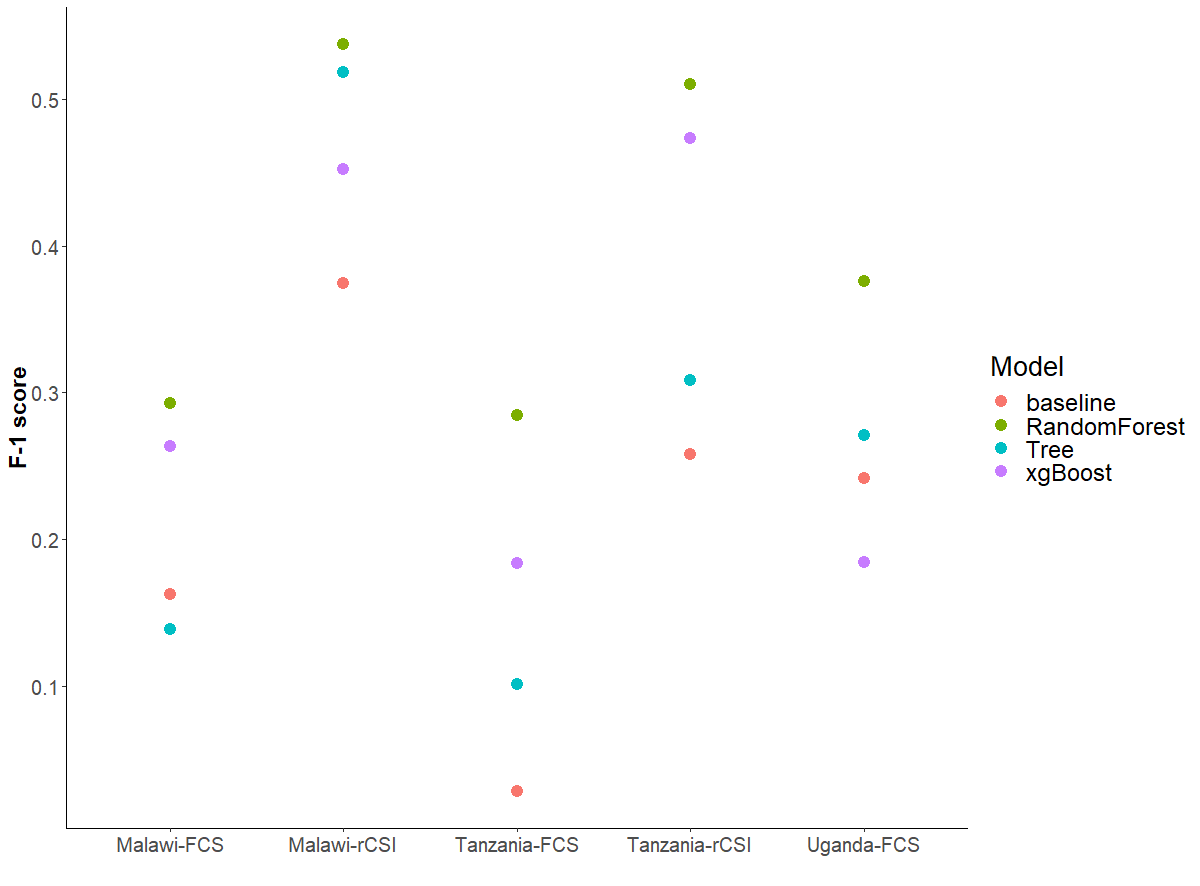 F-1 score
0.5
0.4
0.3
0.2
0.1
Malawi-FCS
Malawi-rCSI
Tanzania-FCS
Tanzania-rCSI
Uganda-FCS
Model
baseline
RandomForest
Tree
xgBoost